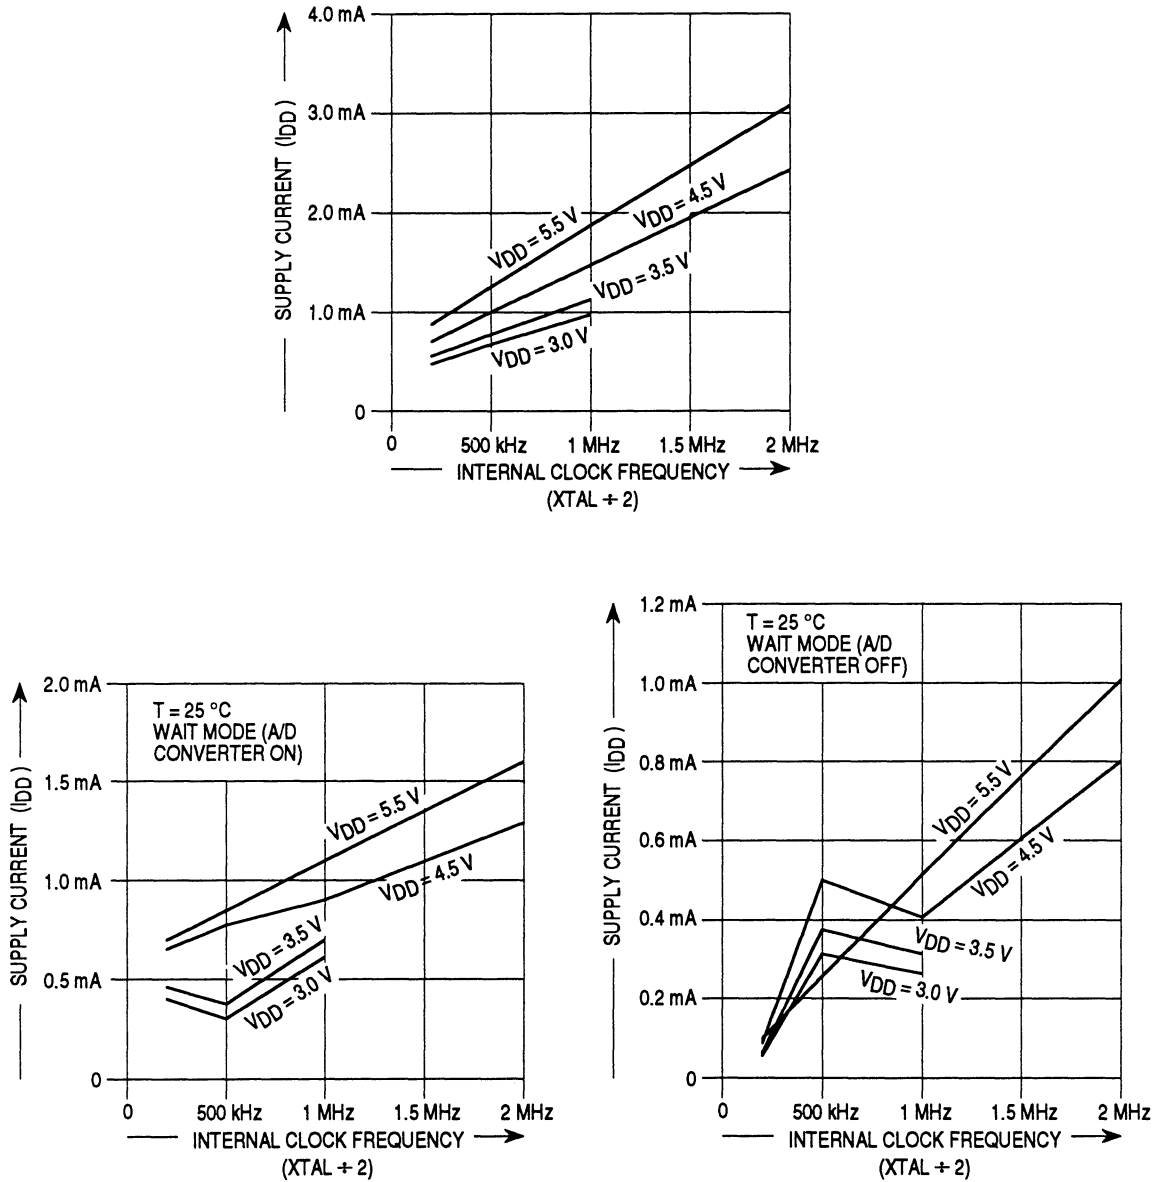 4.0 mA
3.0 mA
2.0 mA
1.0 mA
0
SUPPLY CURRENT (IDD)
VDD = 5.5 V
VDD = 4.5 V
VDD = 3.5 V
VDD = 3.0 V
0 500 kHz 1 MHz 1.5 MHz 2 MHz
INTERNAL CLOCK FREQUENCY
(XTAL ÷ 2)
2.0 mA
1.5 mA
1.0 mA
0.5 mA
0
SUPPLY CURRENT (IDD)
T = 25 °C
WAIT MODE (A/D
CONVERTER ON)
VDD = 5.5 V
VDD = 4.5 V
VDD = 3.5 V
VDD = 3.0 V
0 500 kHz 1 MHz 1.5 MHz 2 MHz
INTERNAL CLOCK FREQUENCY
(XTAL ÷ 2)
1.2 mA
1.0 mA
0.8 mA
0.6 mA
0.4 mA
0.2 mA
0
SUPPLY CURRENT (IDD)
T = 25 °C
WAIT MODE (A/D
CONVERTER OFF)
VDD = 5.5 V
VDD = 4.5 V
VDD = 3.5 V
VDD = 3.0 V
0 500 kHz 1 MHz 1.5 MHz 2 MHz
INTERNAL CLOCK FREQUENCY
(XTAL ÷ 2)